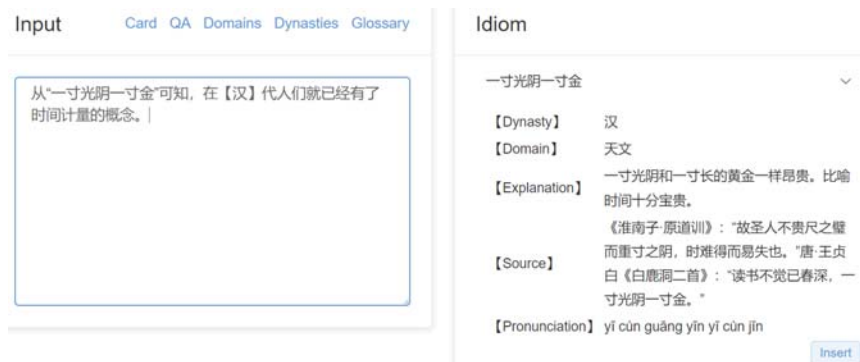 Input
Card QA Domains Dynasties Glossary
从“一寸光阴一寸金”可知，在【汉】代人们就已经有了
时间计量的概念。
Idiom
一寸光阴一寸金
【Dynasty】 汉
【Domain】 天文
【Explanation】 一寸光阴和一寸长的黄金一样昂贵。比喻
时间十分宝贵。
《淮南子·原道训》：“故圣人不贵尺之璧
而重寸之阴，时难得而易失也。”唐·王贞
【Source】
白《白鹿洞二首》：“读书不觉已春深，一
寸光阴一寸金。”
【Pronunciation】 yī cùn guāng yīn yī cùn jīn
Insert